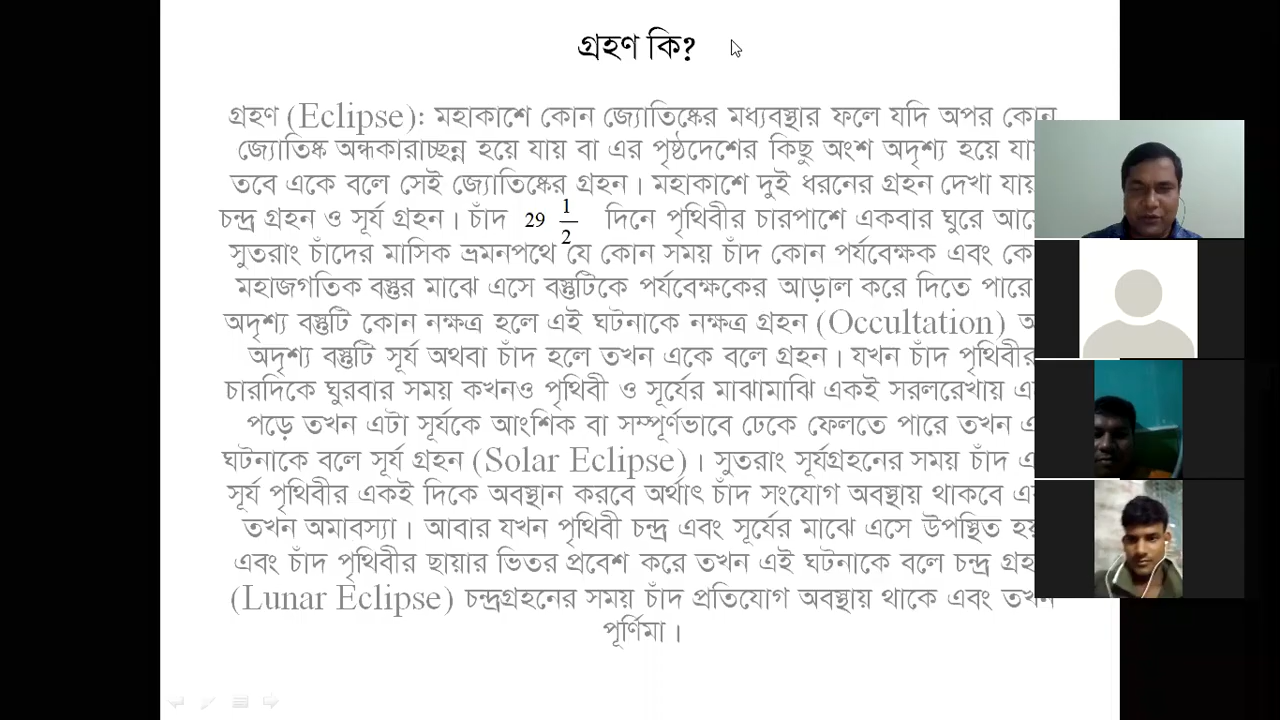 গ্রহণ কি?
গ্রহণ (Eclipse): মহাকাশে কোন জ্যোতিষ্কের মধ্যবস্থার ফলে যদি অপর কোন
জ্যোতিষ্ক অন্ধকারাচ্ছন্ন হয়ে যায় বা এর পৃষ্ঠদেশের কিছু অংশ অদৃশ্য হয়ে
তবে একে বলে সেই জ্যোতিষ্কের গ্রহন। মহাকাশে দুই ধরনের গ্রহন দেখা যায়
চন্দ্র গ্রহন ও সূর্য গ্রহন। চাঁদ 29 1/2 দিনে পৃথিবীর চারপাশে একবার ঘুরে
সুতরাং চাঁদের মাসিক ভ্রমনপথে যে কোন সময় চাঁদ কোন পর্যবেক্ষক এবং
মহাজগতিক বস্তুর মাঝে এসে বস্তুটিকে পর্যবেক্ষকের আড়াল করে দিতে পারে
অদৃশ্য বস্তুটি কোন নক্ষত্র হলে এই ঘটনাকে নক্ষত্র গ্রহন (Occultation)
অদৃশ্য বস্তুটি সূর্য অথবা চাঁদ হলে তখন একে বলে গ্রহন। যখন চাঁদ পৃথিবীর
চারদিকে ঘুরবার সময় কখনও পৃথিবী ও সূর্যের মাঝামাঝি একই সরলরেখায়
পড়ে তখন এটা সূর্যকে আংশিক বা সম্পূর্ণভাবে ঢেকে ফেলতে পারে তখন
ঘটনাকে বলে সূর্য গ্রহন (Solar Eclipse)। সুতরাং সূর্যগ্রহনের সময় চাঁদ
সূর্য পৃথিবীর একই দিকে অবস্থান করবে অর্থাৎ চাঁদ সংযোগ অবস্থায় থাকবে
তখন অমাবস্যা। আবার যখন পৃথিবী চন্দ্র এবং সূর্যের মাঝে এসে উপস্থিত হয়
এবং চাঁদ পৃথিবীর ছায়ার ভিতর প্রবেশ করে তখন এই ঘটনাকে বলে চন্দ্র
(Lunar Eclipse) চন্দ্রগ্রহনের সময় চাঁদ প্রতিযোগ অবস্থায় থাকে এবং তখন
পূর্ণিমা।